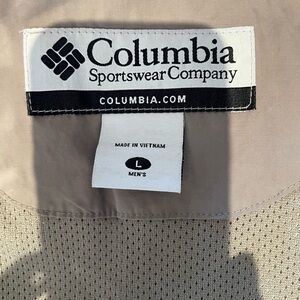 Columbia
Sportswear Company
COLUMBIA.COM
MADE IN VIETNAM
L
MEN'S